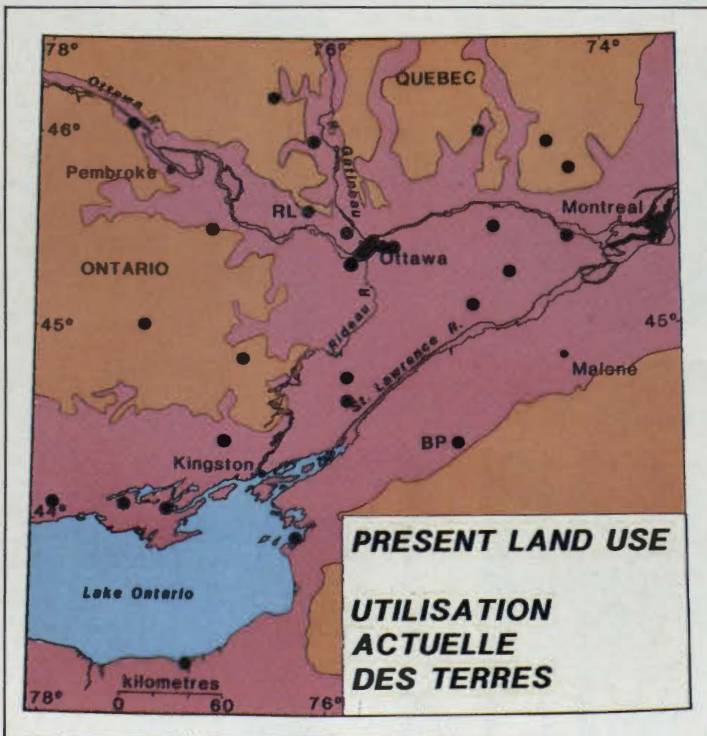 78°
76°
74°
QUEBEC
Ottawa R.
46°
R. Gatineau
Pembroke
RL
Montreal
Ottawa
ONTARIO
Rideau R.
45°
45°
St. Lawrence R.
Malone
BP
Kingston
44°
PRESENT LAND USE
Lake Ontario
UTILISATION
ACTUELLE
DES TERRES
kilometres
78°
76°
0 60